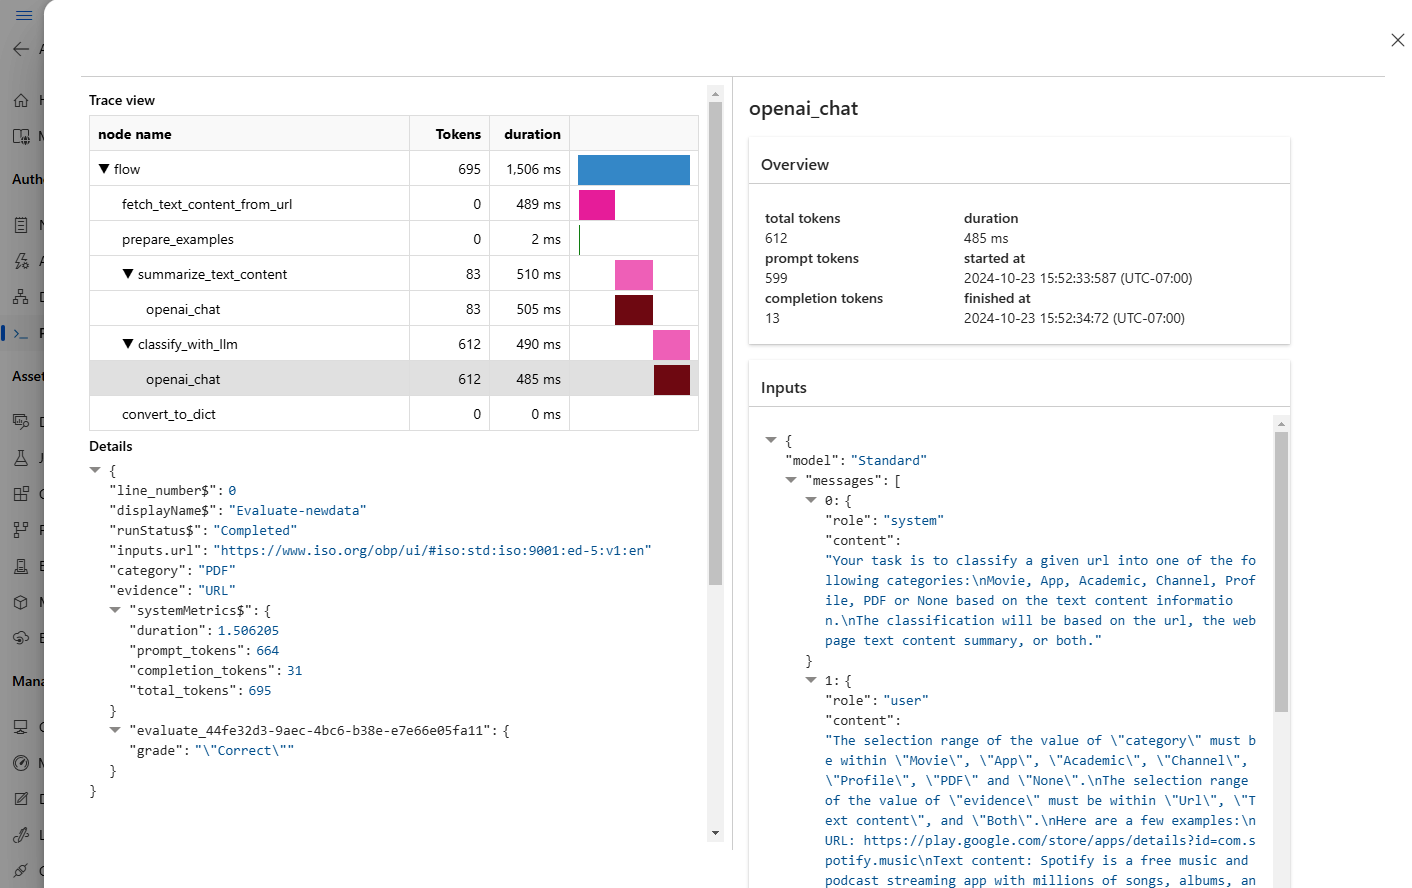 Trace view
node name Tokens duration
▼ flow 695 1,506 ms
fetch_text_content_from_url 0 489 ms
prepare_examples 0 2 ms
▼ summarize_text_content 83 510 ms
openai_chat 83 505 ms
▼ classify_with_llm 612 490 ms
openai_chat 612 485 ms
convert_to_dict 0 0 ms
Details
{
"line_number$": 0
"displayName$": "Evaluate-newdata"
"runStatus$": "Completed"
"inputs.url": "https://www.iso.org/obp/ui/#iso:std:iso:9001:ed-5:v1:en"
"category": "PDF"
"evidence": "URL"
"systemMetrics$": {
"duration": 1.506205
"prompt_tokens": 664
"completion_tokens": 31
"total_tokens": 695
}
"evaluate_44fe32d3-9aec-4bc6-b38e-e7e66e05fa11": {
"grade": "\"Correct\""
}
}
openai_chat
Overview
total tokens
612
duration
485 ms
prompt tokens
599
started at
2024-10-23 15:52:33:587 (UTC-07:00)
completion tokens
13
finished at
2024-10-23 15:52:34:72 (UTC-07:00)
Inputs
{
"model": "Standard"
"messages": [
0: {
"role": "system"
"content":
"Your task is to classify a given url into one of the fo
llowing categories:\nMovie, App, Academic, Channel, Prof
ile, PDF or None based on the text content informatio
n.\nThe classification will be based on the url, the web
page text content summary, or both."
}
1: {
"role": "user"
"content":
"The selection range of the value of \"category\" must b
e within \"Movie\", \"App\", \"Academic\", \"Channel\",
\"Profile\", \"PDF\" and \"None\".\nThe selection range
of the value of \"evidence\" must be within \"Url\", \"T
ext content\", and \"Both\".\nHere are a few examples:\n
URL: https://play.google.com/store/apps/details?id=com.s
potify.music\nText content: Spotify is a free music and
podcast streaming app with millions of songs, albums, an